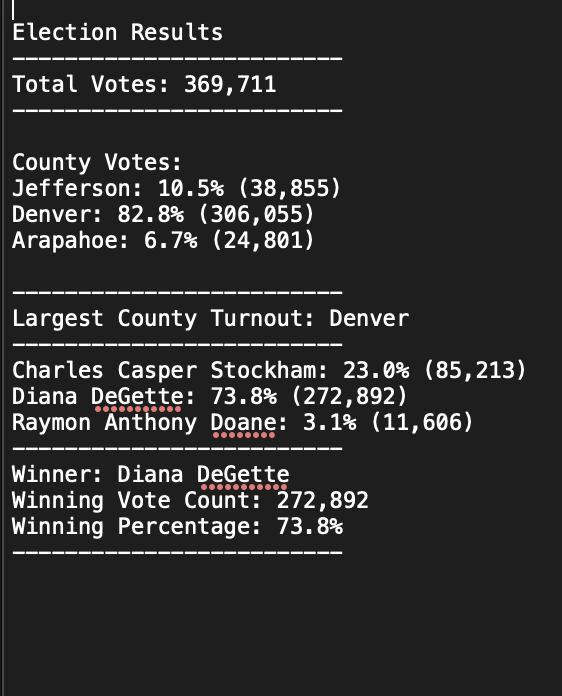 Election Results
-------------------------
Total Votes: 369,711
-------------------------
County Votes:
Jefferson: 10.5% (38,855)
Denver: 82.8% (306,055)
Arapahoe: 6.7% (24,801)
-------------------------
Largest County Turnout: Denver
-------------------------
Charles Casper Stockham: 23.0% (85,213)
Diana DeGette: 73.8% (272,892)
Raymon Anthony Doane: 3.1% (11,606)
-------------------------
Winner: Diana DeGette
Winning Vote Count: 272,892
Winning Percentage: 73.8%
-------------------------